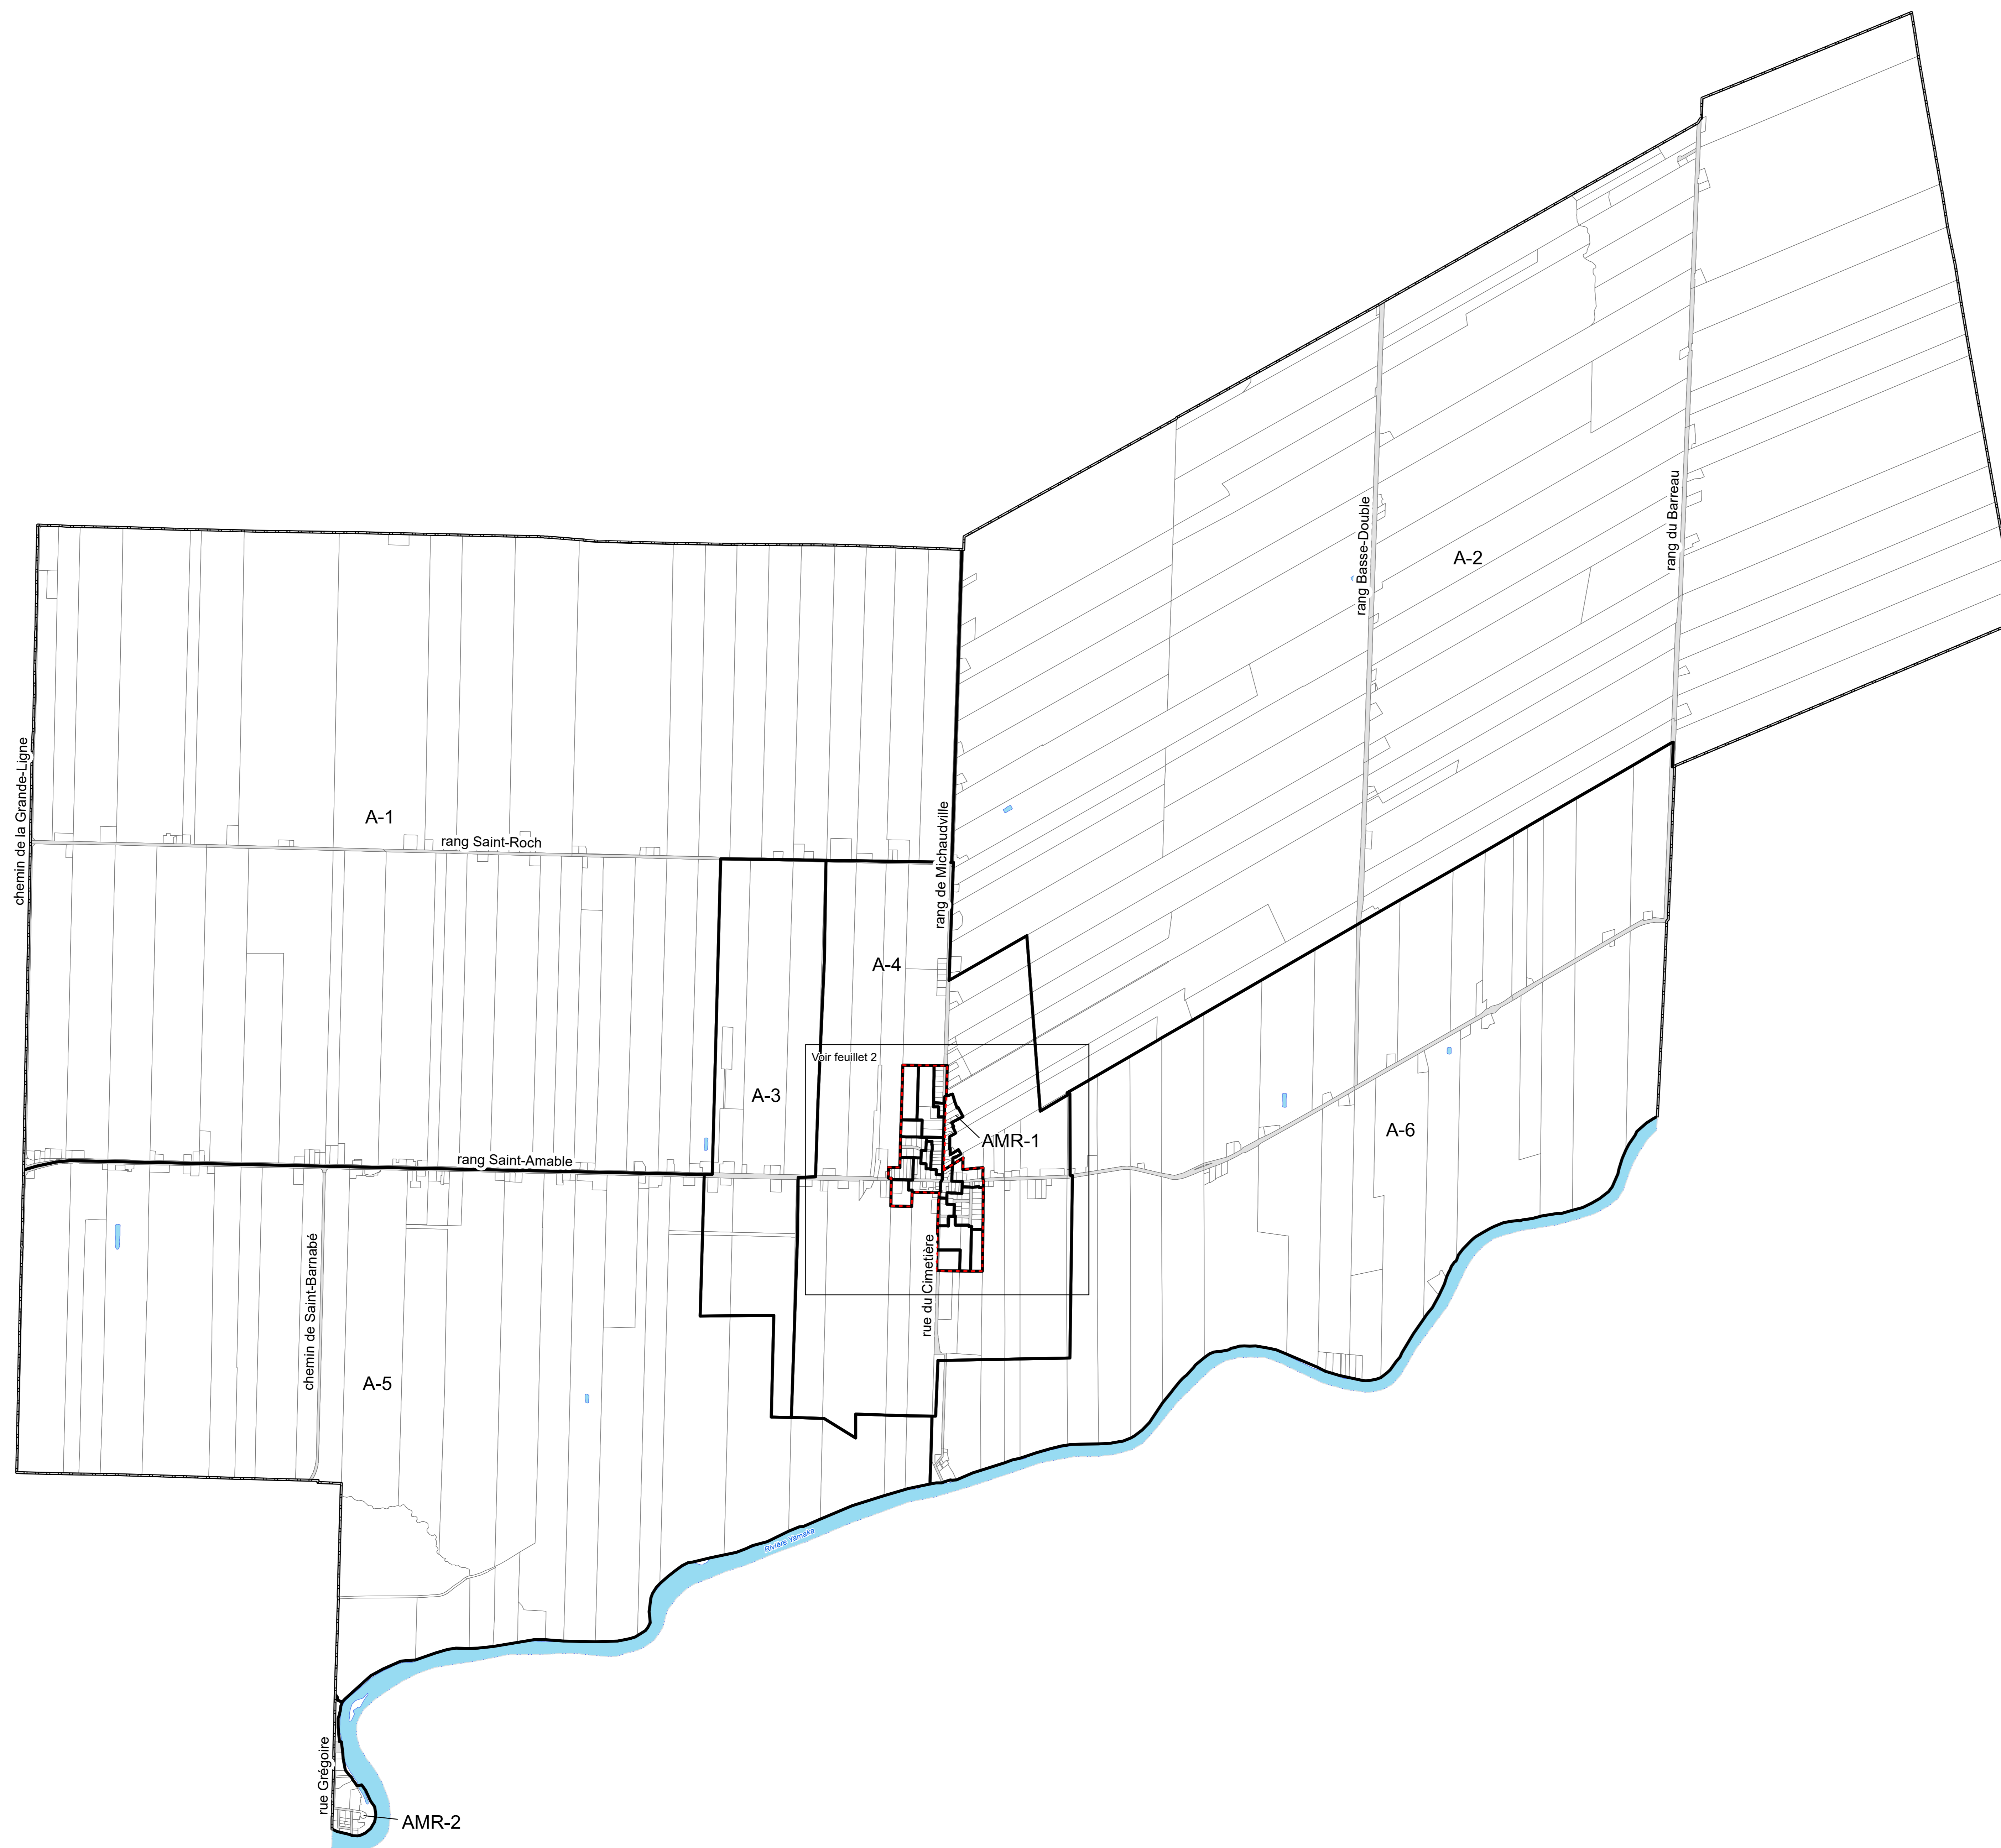 A-2
rang Basse-Double
rang du Barreau
chemin de la Grande-Ligne
A-1
rang Saint-Roch
rang de Michaudville
A-4
Voir feuillet 2
A-3
AMR-1
A-6
rang Saint-Amable
chemin de Saint-Barnabé
rue du Cimetière
A-5
Rivière Yamaka
rue Grégoire
AMR-2